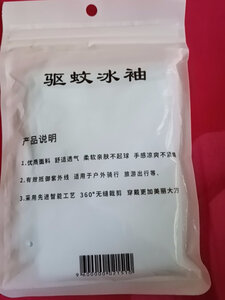 驱蚊冰袖
产品说明
1.优质面料 舒适透气 柔软亲肤不起球 手感凉爽不紧绷
2.有效抵御紫外线 适用于户外骑行 旅游出行等.
3.采用先进智能工艺 360°无缝裁剪 穿戴更加美丽大方